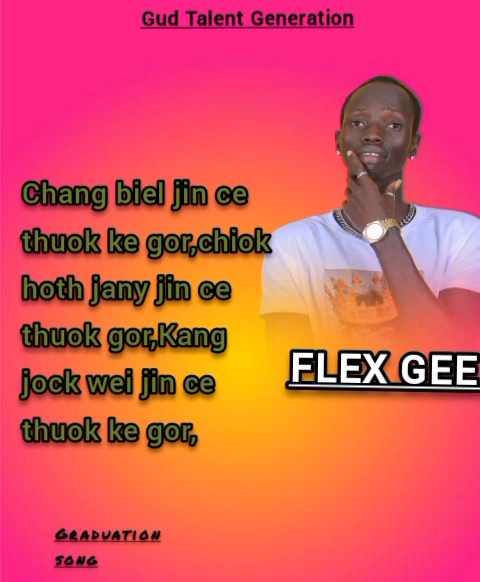 Gud Talent Generation
Chang biel jin ce
thuok ke gor,chiok
hoth jany jin ce
thuok gor,Kang
jock wei jin ce
thuok ke gor,
FLEX GEE
GRADUATION
SONG